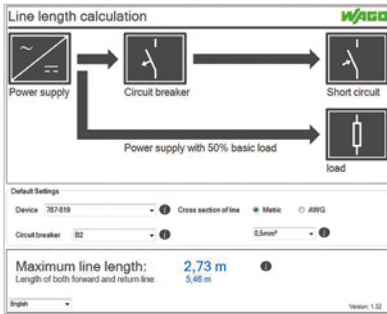 Line length calculation
WAGO
Power supply
Circuit breaker
Short circuit
Power supply with 50% basic load
load
Default Settings
Device 787-819 Cross section of line Metric AWG
Circuit breaker B2 0,5mm²
Maximum line length: 2,73 m
Length of both forward and return line: 5,46 m
English
Version: 1.32